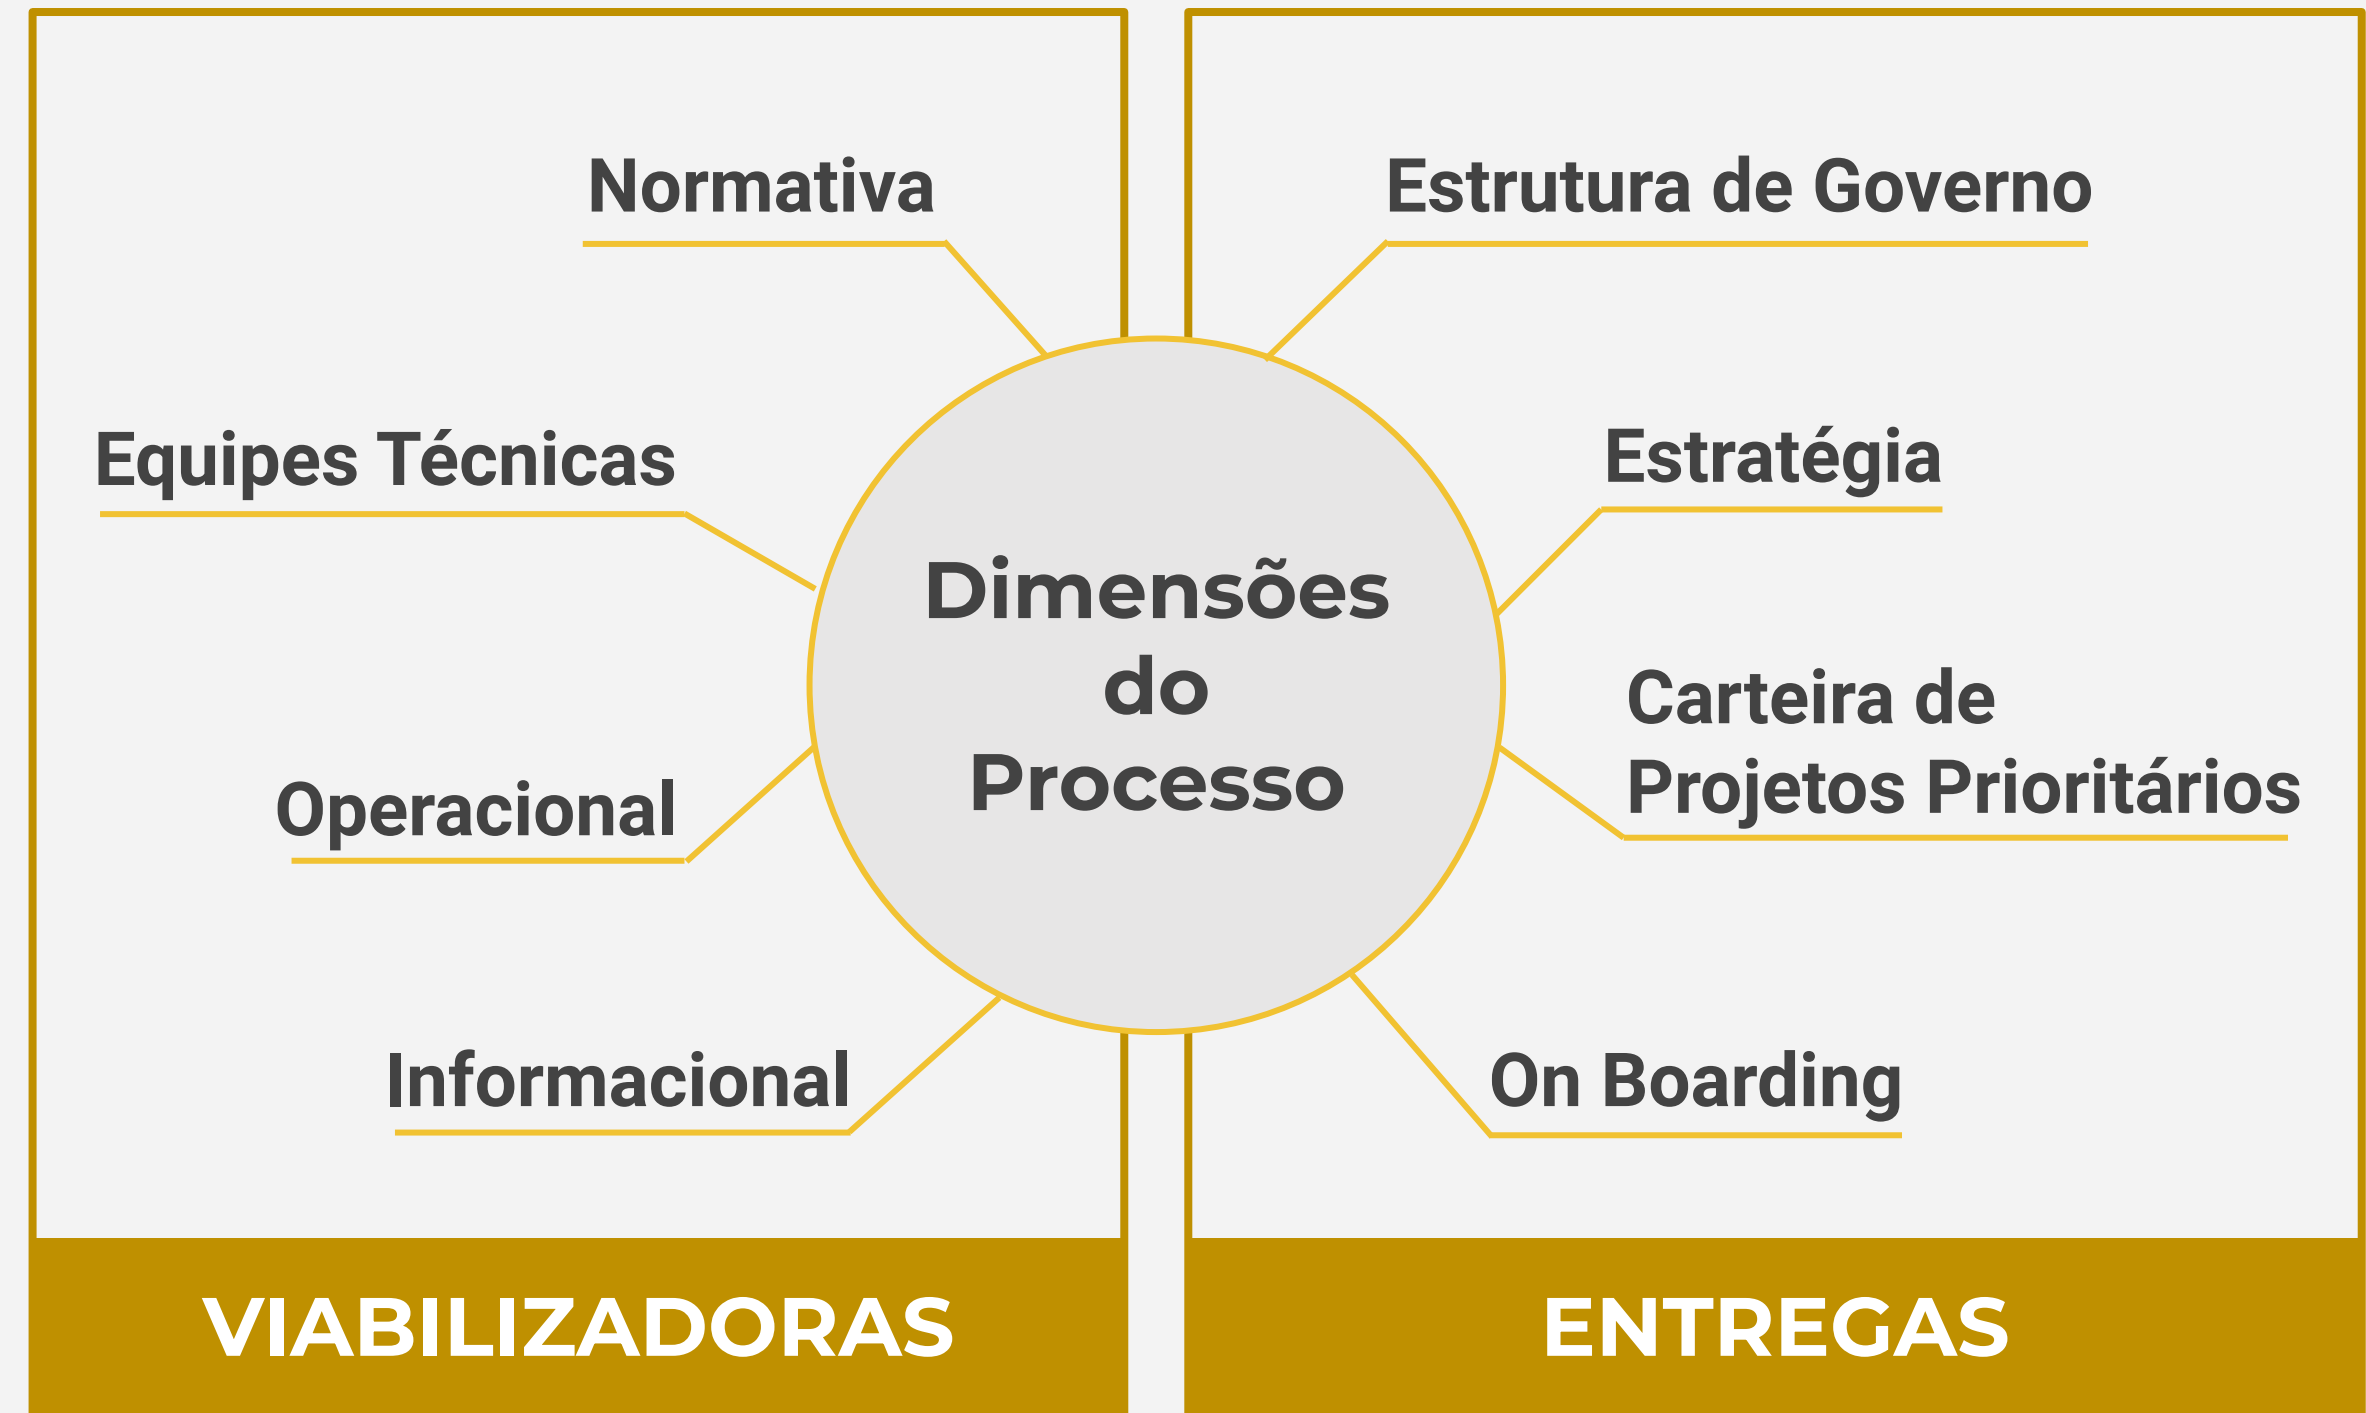 Normativa
Equipes Técnicas
Operacional
Informacional
Dimensões
do
Processo
Estrutura de Governo
Estratégia
Carteira de
Projetos Prioritários
On Boarding
VIABILIZADORAS
ENTREGAS